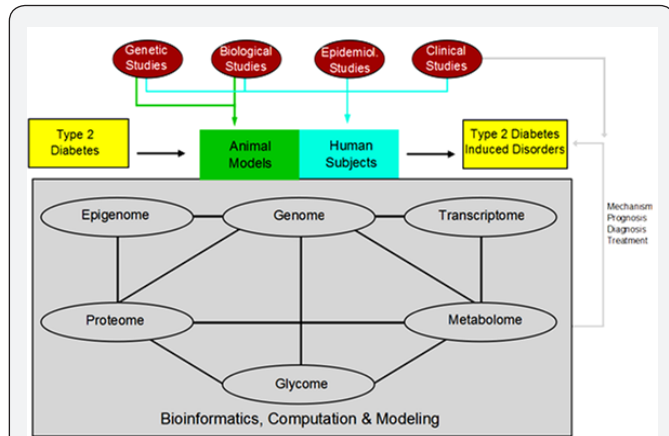 Genetic
Studies
Biological
Studies
Epidemiol.
Studies
Clinical
Studies
Type 2
Diabetes
Animal
Models
Human
Subjects
Type 2 Diabetes
Induced Disorders
Mechanism
Prognosis
Diagnosis
Treatment
Epigenome
Genome
Transcriptome
Proteome
Metabolome
Glycome
Bioinformatics, Computation & Modeling